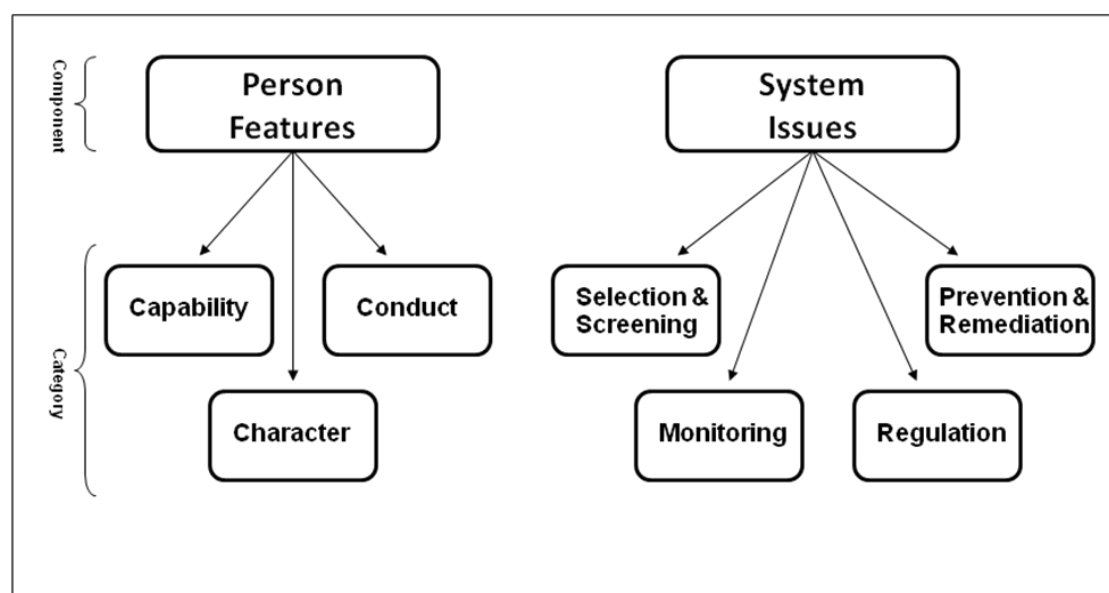 Component
Person
Features
System
Issues
Category
Capability
Conduct
Character
Selection &
Screening
Prevention &
Remediation
Monitoring
Regulation